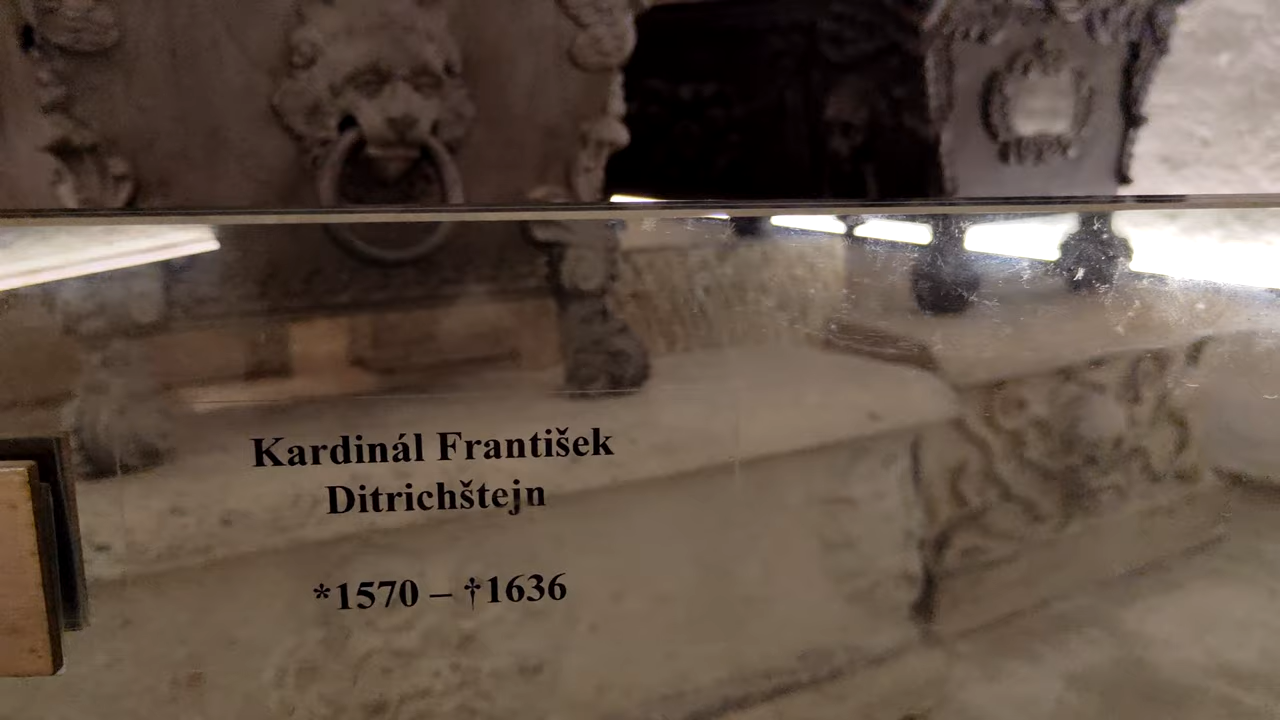 Kardinál František
Ditrichštejn
*1570 – †1636